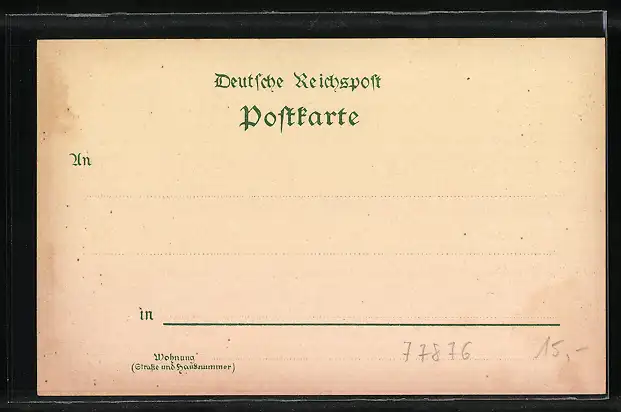 Deutsche Reichspost
Postkarte
An
in
Wohnung
(Straße und Hausnummer)
77876 15,-